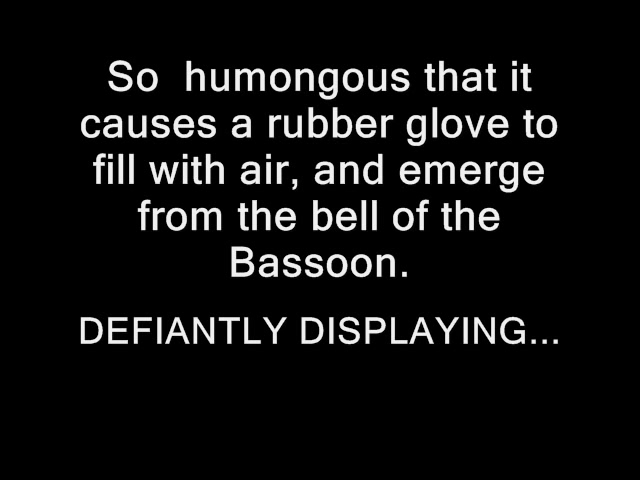 So  humongous that it
causes a rubber glove to
fill with air, and emerge
from the bell of the
Bassoon.
DEFIANTLY DISPLAYING...